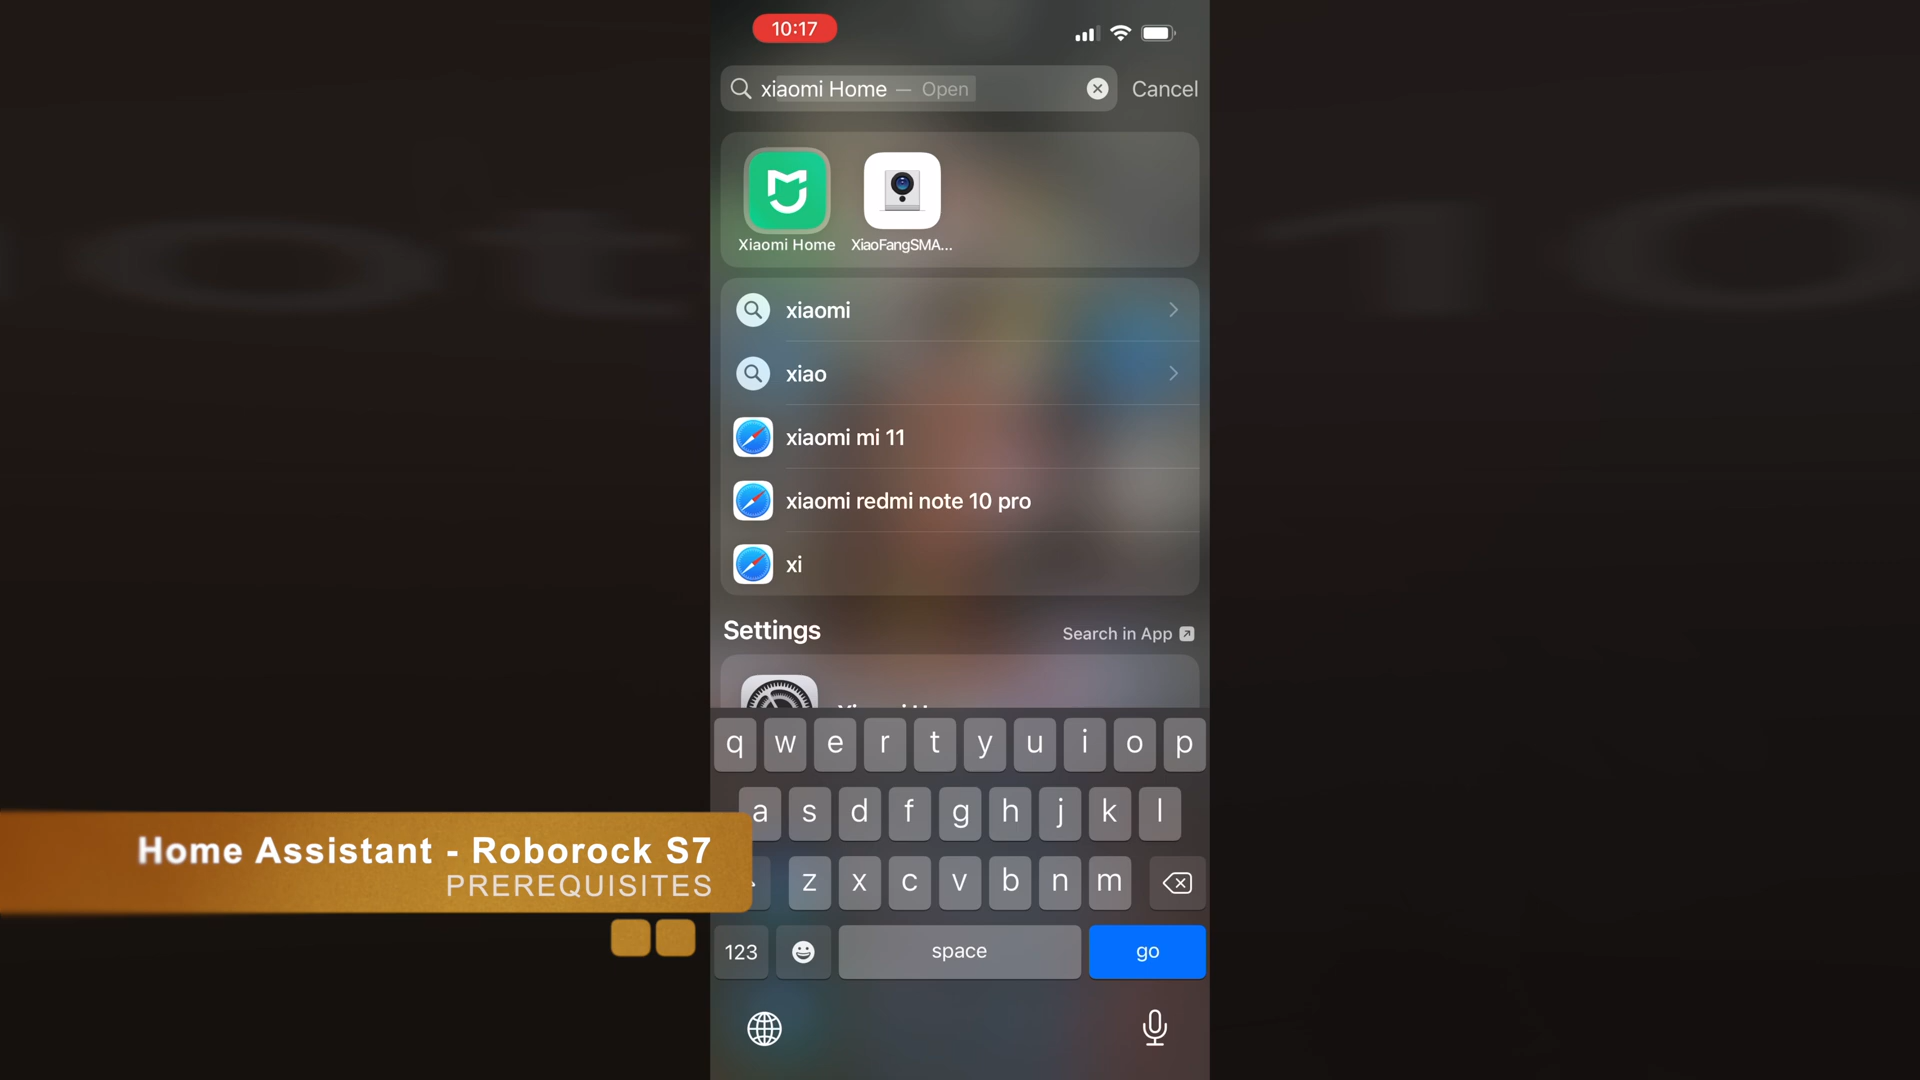 10:17
xiaomi Home — Open
Cancel
Xiaomi Home
XiaoFangSMA...
xiaomi
xiao
xiaomi mi 11
xiaomi redmi note 10 pro
xi
Settings
Search in App
q w e r t y u i o p
a s d f g h j k l
z x c v b n m
123
space
go
Home Assistant - Roborock S7
PREREQUISITES